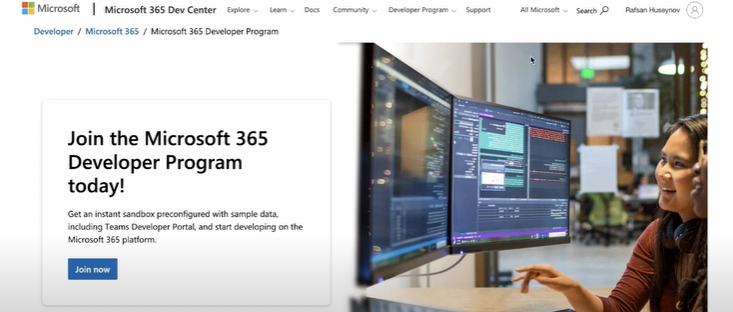 Microsoft | Microsoft 365 Dev Center Explore Learn Docs Community Developer Program Support All Microsoft Search Rafsan Huseynov
Developer / Microsoft 365 / Microsoft 365 Developer Program
Join the Microsoft 365
Developer Program
today!
Get an instant sandbox preconfigured with sample data,
including Teams Developer Portal, and start developing on the
Microsoft 365 platform.
Join now